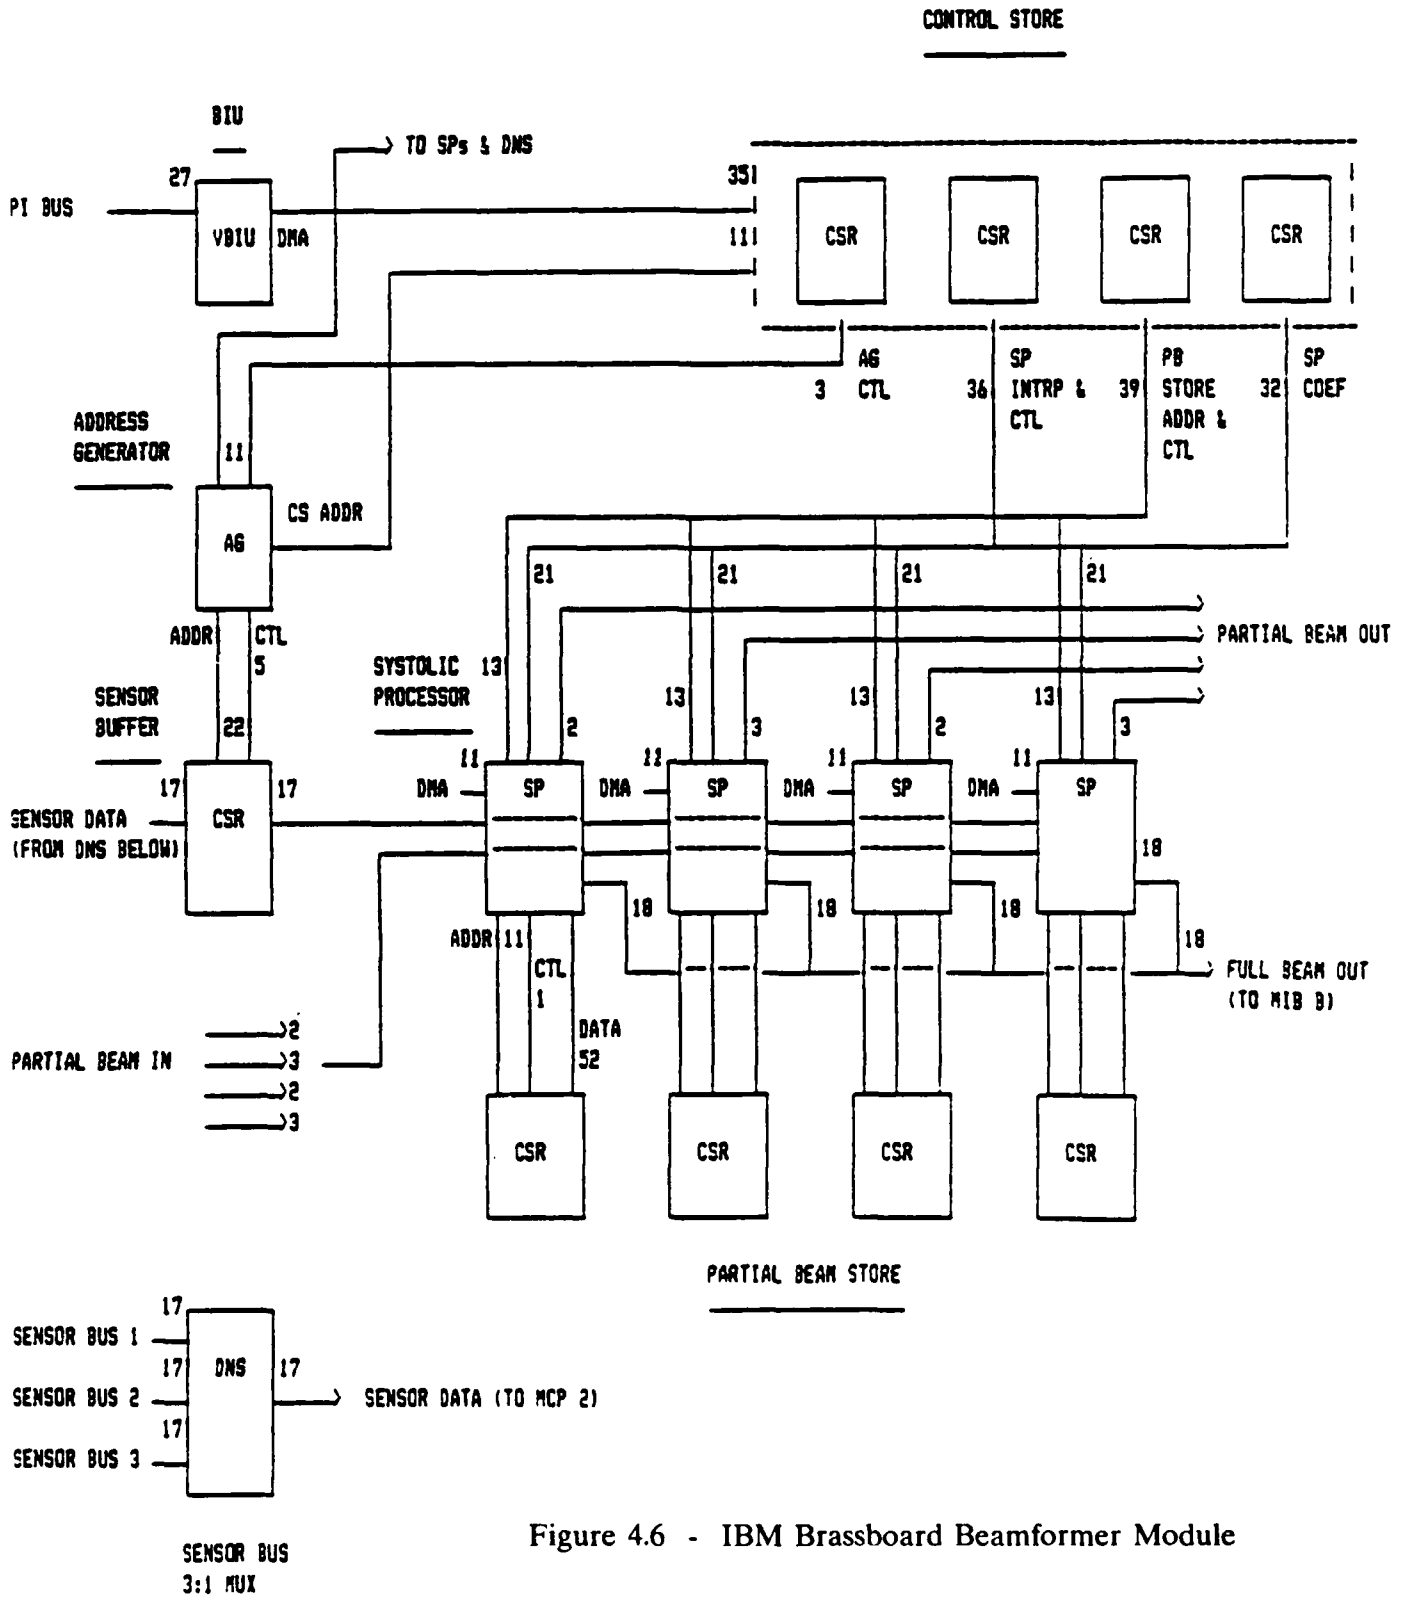 CONTROL STORE
BIU
TO SPs & DNS
27
35
PI BUS
VBIU
DMA
11
CSR
CSR
CSR
CSR
3
AG
CTL
36
SP
INTRP &
CTL
39
PB
STORE
ADDR &
CTL
32
SP
COEF
ADDRESS
GENERATOR
11
CS ADDR
AG
21
21
21
21
ADDR
CTL
5
PARTIAL BEAM OUT
SYSTOLIC
PROCESSOR
13
13
13
13
SENSOR
BUFFER
22
2
3
2
3
11
11
11
11
17
17
DMA
SP
DMA
SP
DMA
SP
DMA
SP
SENSOR DATA
(FROM DNS BELOW)
CSR
18
18
18
18
18
ADDR
11
CTL
1
FULL BEAM OUT
(TO MIB B)
DATA
52
PARTIAL BEAM IN
2
3
2
3
CSR
CSR
CSR
CSR
PARTIAL BEAM STORE
17
SENSOR BUS 1
17
DNS
17
SENSOR BUS 2
SENSOR DATA (TO MCP 2)
17
SENSOR BUS 3
SENSOR BUS
3:1 MUX
Figure 4.6 - IBM Brassboard Beamformer Module